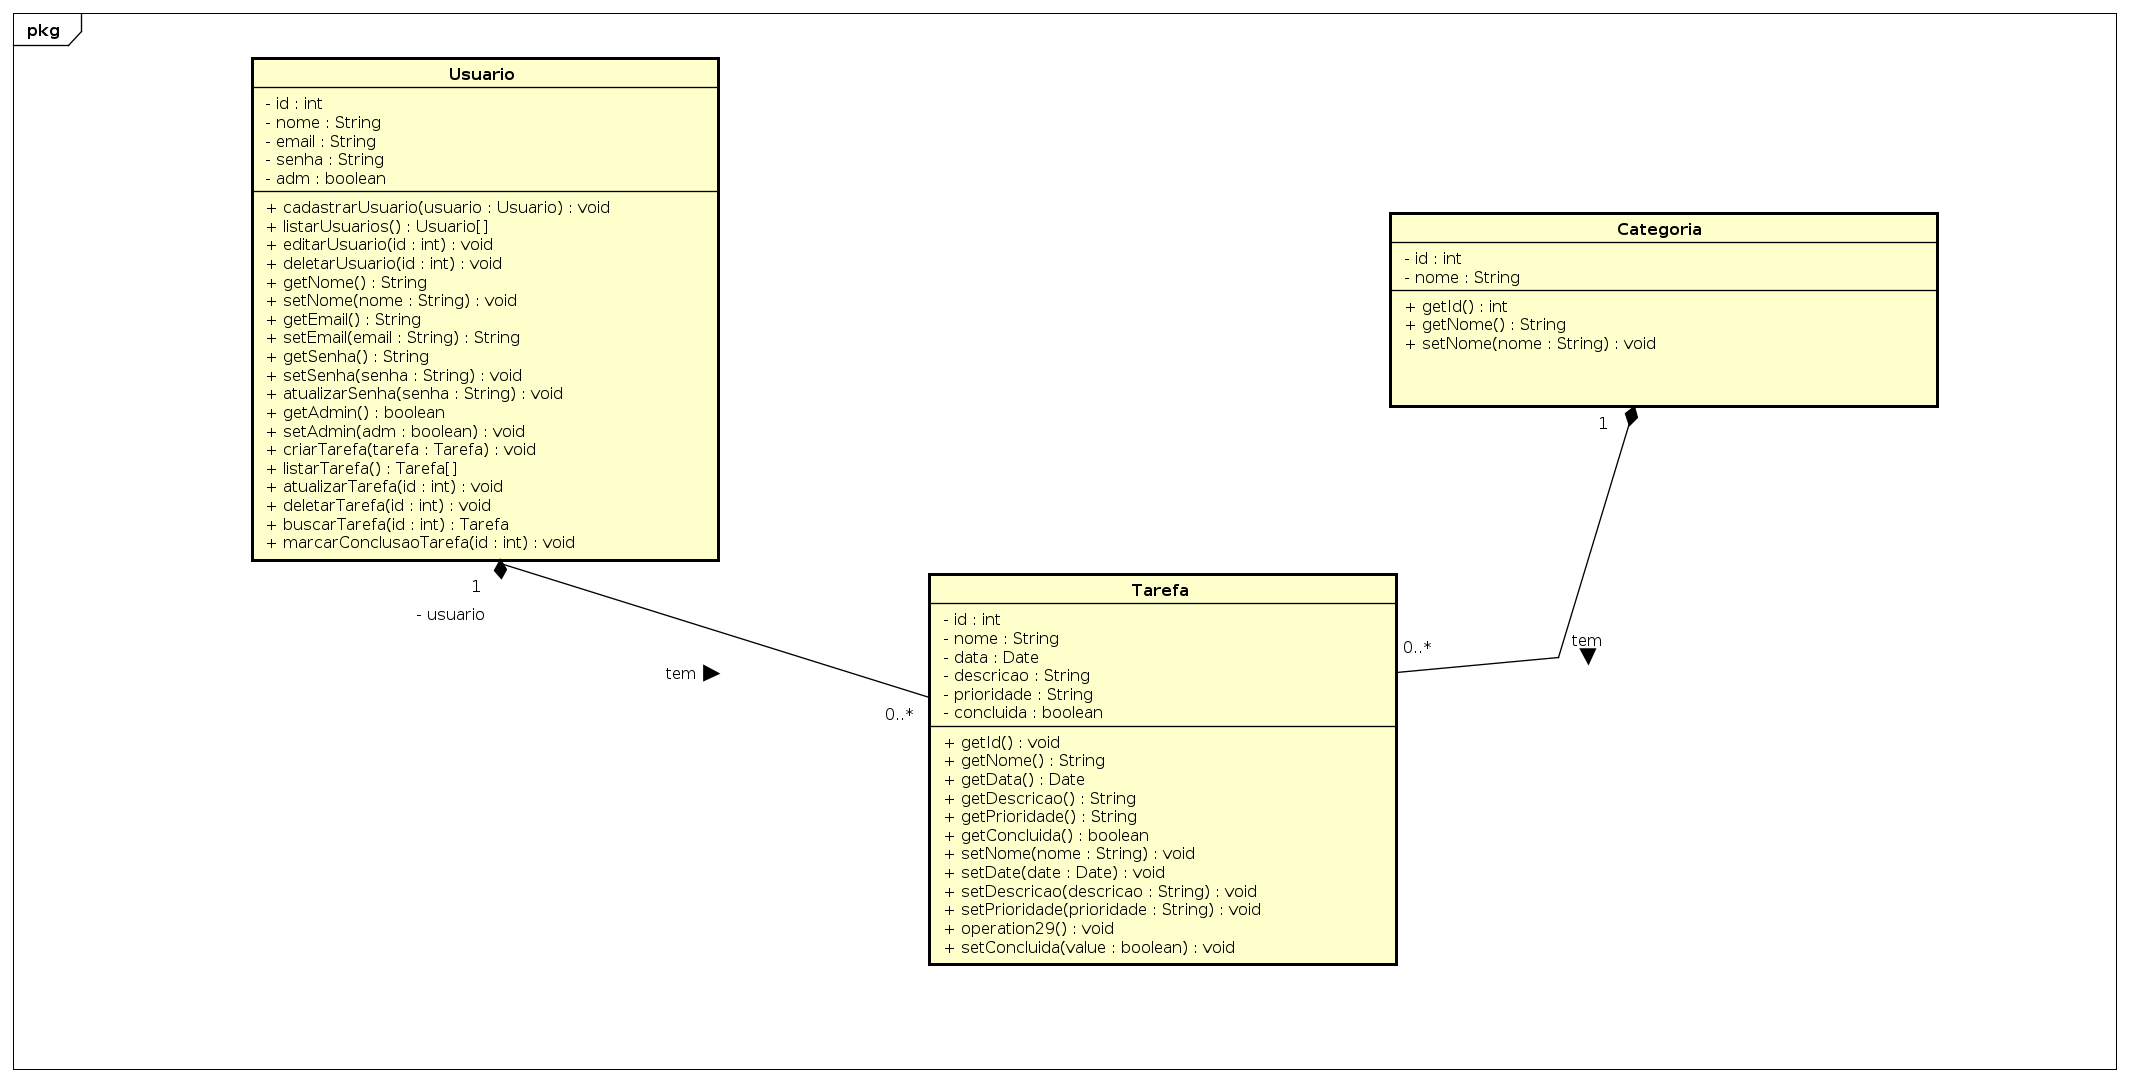 pkg
Usuario
- id : int
- nome : String
- email : String
- senha : String
- adm : boolean
+ cadastrarUsuario(usuario : Usuario) : void
+ listarUsuarios() : Usuario[]
+ editarUsuario(id : int) : void
+ deletarUsuario(id : int) : void
+ getNome() : String
+ setNome(nome : String) : void
+ getEmail() : String
+ setEmail(email : String) : String
+ getSenha() : String
+ setSenha(senha : String) : void
+ atualizarSenha(senha : String) : void
+ getAdmin() : boolean
+ setAdmin(adm : boolean) : void
+ criarTarefa(tarefa : Tarefa) : void
+ listarTarefa() : Tarefa[]
+ atualizarTarefa(id : int) : void
+ deletarTarefa(id : int) : void
+ buscarTarefa(id : int) : Tarefa
+ marcarConclusaoTarefa(id : int) : void
1
- usuario
tem
0..*
Categoria
- id : int
- nome : String
+ getId() : int
+ getNome() : String
+ setNome(nome : String) : void
1
tem
0..*
Tarefa
- id : int
- nome : String
- data : Date
- descricao : String
- prioridade : String
- concluida : boolean
+ getId() : void
+ getNome() : String
+ getData() : Date
+ getDescricao() : String
+ getPrioridade() : String
+ getConcluida() : boolean
+ setNome(nome : String) : void
+ setDate(date : Date) : void
+ setDescricao(descricao : String) : void
+ setPrioridade(prioridade : String) : void
+ operation29() : void
+ setConcluida(value : boolean) : void